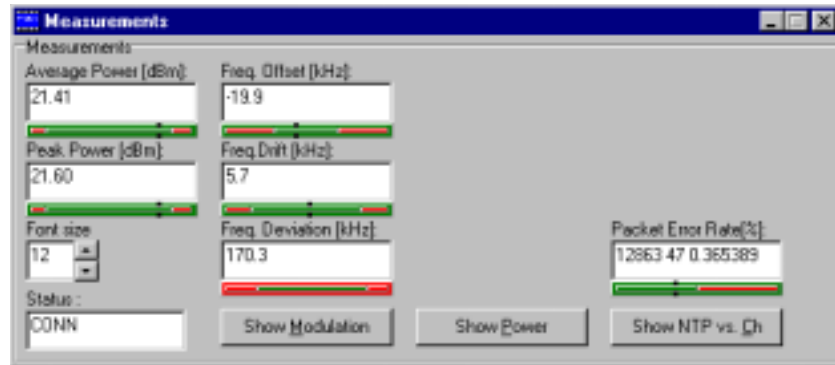 Measurements
Measurements
Average Power [dBm]: Freq. Offset [kHz]:
21.41 -19.9
Peak Power [dBm]: Freq.Drift [kHz]:
21.60 5.7
Font size Freq. Deviation [kHz]: Packet Error Rate[%]:
12 170.3 12863 47 0.365389
Status :
CONN Show Modulation Show Power Show NTP vs. Ch